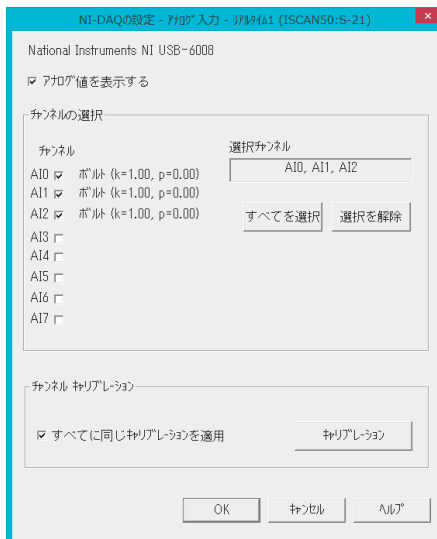 NI-DAQの設定 - ｱﾅﾛｸﾞ入力 - ﾘｱﾙﾀｲﾑ1 (ISCAN50:S-21)
National Instruments NI USB-6008
ｱﾅﾛｸﾞ値を表示する
ﾁｬﾝﾈﾙの選択
ﾁｬﾝﾈﾙ
選択ﾁｬﾝﾈﾙ
AI0 ﾎﾞﾙﾄ (k=1.00, p=0.00)
AI0, AI1, AI2
AI1 ﾎﾞﾙﾄ (k=1.00, p=0.00)
AI2 ﾎﾞﾙﾄ (k=1.00, p=0.00)
すべてを選択 選択を解除
AI3
AI4
AI5
AI6
AI7
ﾁｬﾝﾈﾙ ｷｬﾘﾌﾞﾚｰｼｮﾝ
すべてに同じｷｬﾘﾌﾞﾚｰｼｮﾝを適用
ｷｬﾘﾌﾞﾚｰｼｮﾝ
OK ｷｬﾝｾﾙ ﾍﾙﾌﾟ